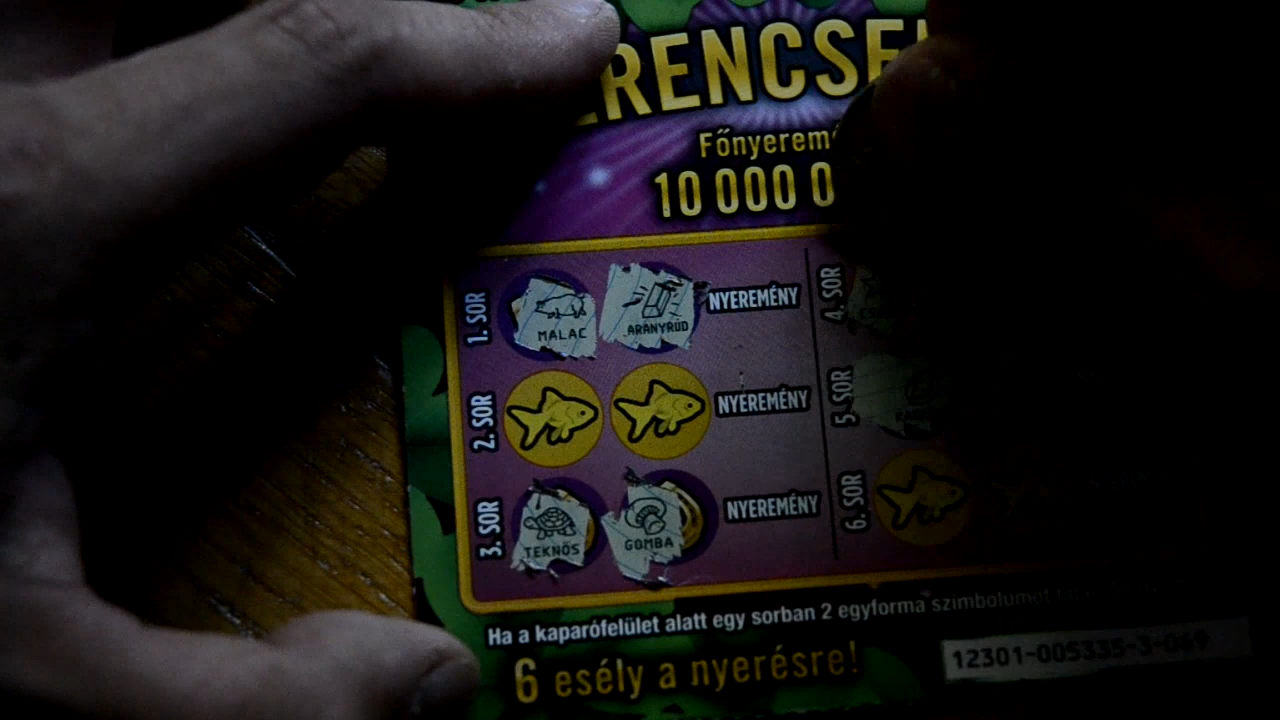 RENCSE
Főnyerem
10 000 0
1. SOR
MALAC
ARANYRÚD
NYEREMÉNY
2. SOR
NYEREMÉNY
3. SOR
TEKNŐS
GOMBA
NYEREMÉNY
4. SOR
5. SOR
6. SOR
Ha a kaparófelület alatt egy sorban 2 egyforma szimbólumot
6 esély a nyerésre!
12301-005335-3-069